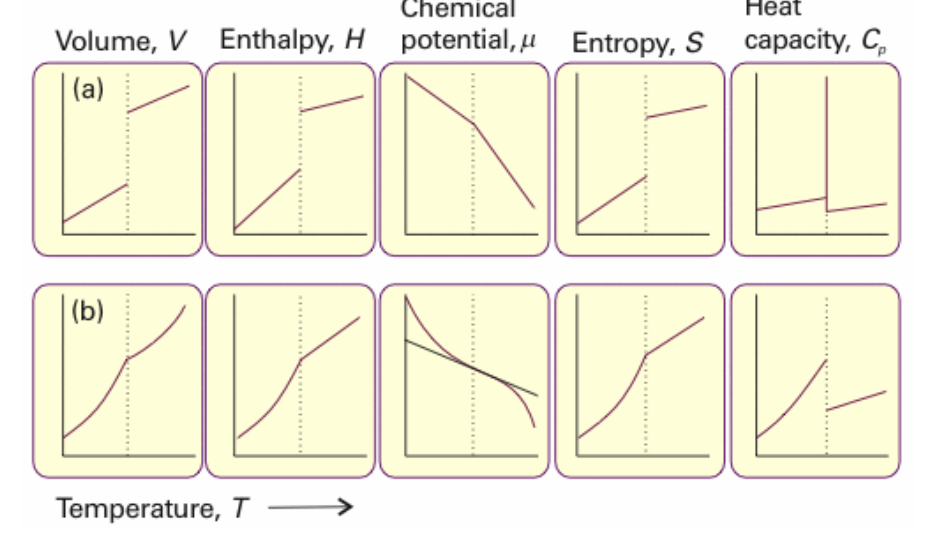 Volume, V
Enthalpy, H
Chemical
potential, μ
Entropy, S
Heat
capacity, Cₚ
(a)
(b)
Temperature, T